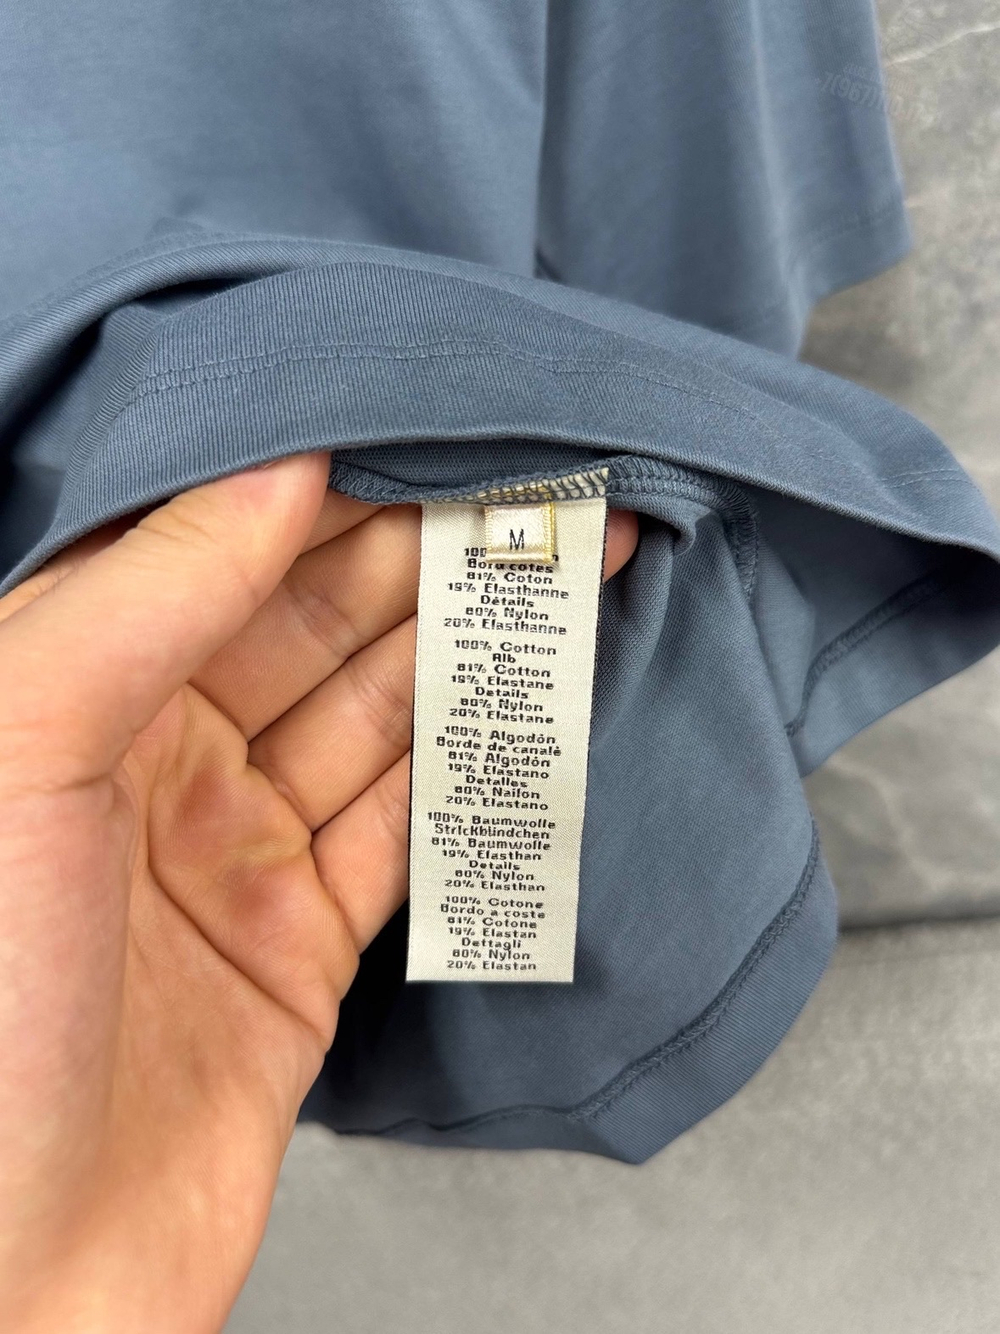 M
100
Bord côtes
81% Coton
19% Elasthanne
Détails
80% Nylon
20% Elasthanne
100% Cotton
Rib
81% Cotton
19% Elastane
Details
80% Nylon
20% Elastane
100% Algodón
Borde de canalè
81% Algodón
19% Elastano
Detalles
80% Nailon
20% Elastano
100% Baumwolle
Strickbündchen
81% Baumwolle
19% Elasthan
Details
80% Nylon
20% Elasthan
100% Cotone
Bordo a coste
81% Cotone
19% Elastan
Dettagli
80% Nylon
20% Elastan